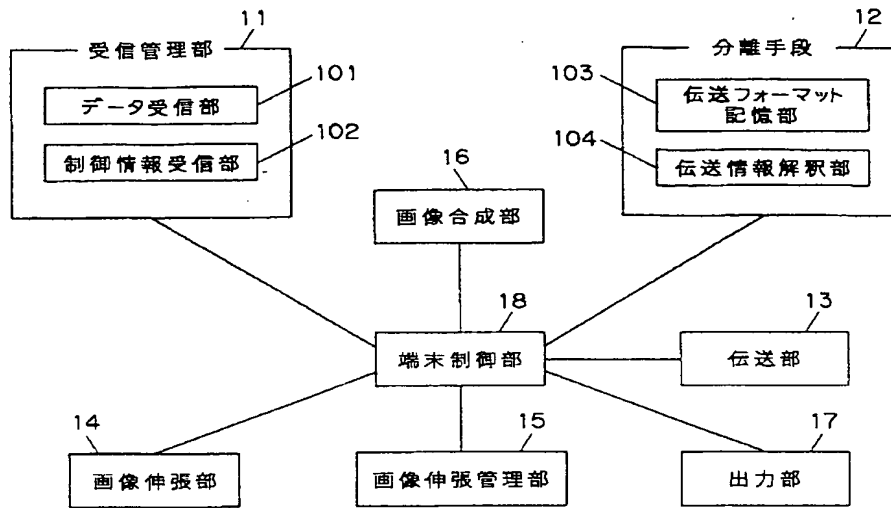 11
受信管理部
101
データ受信部
102
制御情報受信部
12
分離手段
103
伝送フォーマット
記憶部
104
伝送情報解釈部
16
画像合成部
18
端末制御部
13
伝送部
14
画像伸張部
15
画像伸張管理部
17
出力部